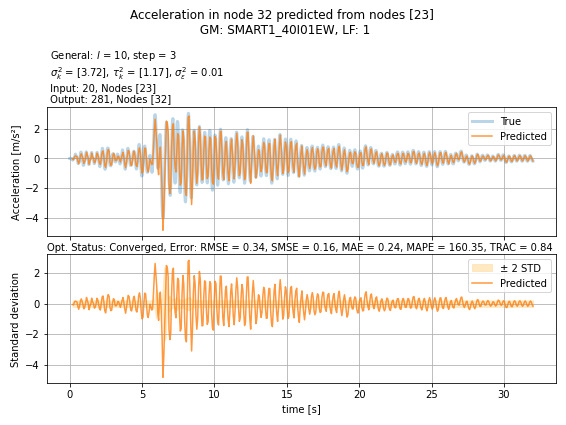 Acceleration in node 32 predicted from nodes [23]
GM: SMART1_40I01EW, LF: 1
General: l = 10, step = 3
σ²ₖ = [3.72], τ²ₖ = [1.17], σ²ε = 0.01
Input: 20, Nodes [23]
Output: 281, Nodes [32]
True
Predicted
Acceleration [m/s²]
2
0
−2
−4
Opt. Status: Converged, Error: RMSE = 0.34, SMSE = 0.16, MAE = 0.24, MAPE = 160.35, TRAC = 0.84
± 2 STD
Predicted
Standard deviation
2
0
−2
−4
0 5 10 15 20 25 30
time [s]